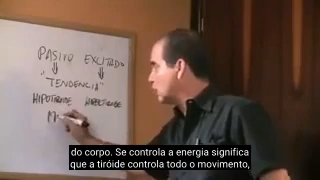 PASIVO EXCITADO
"TENDENCIA"
HIPOTIROIDE HIPERTIROIDE
M
do corpo. Se controla a energia significa
que a tiróide controla todo o movimento,